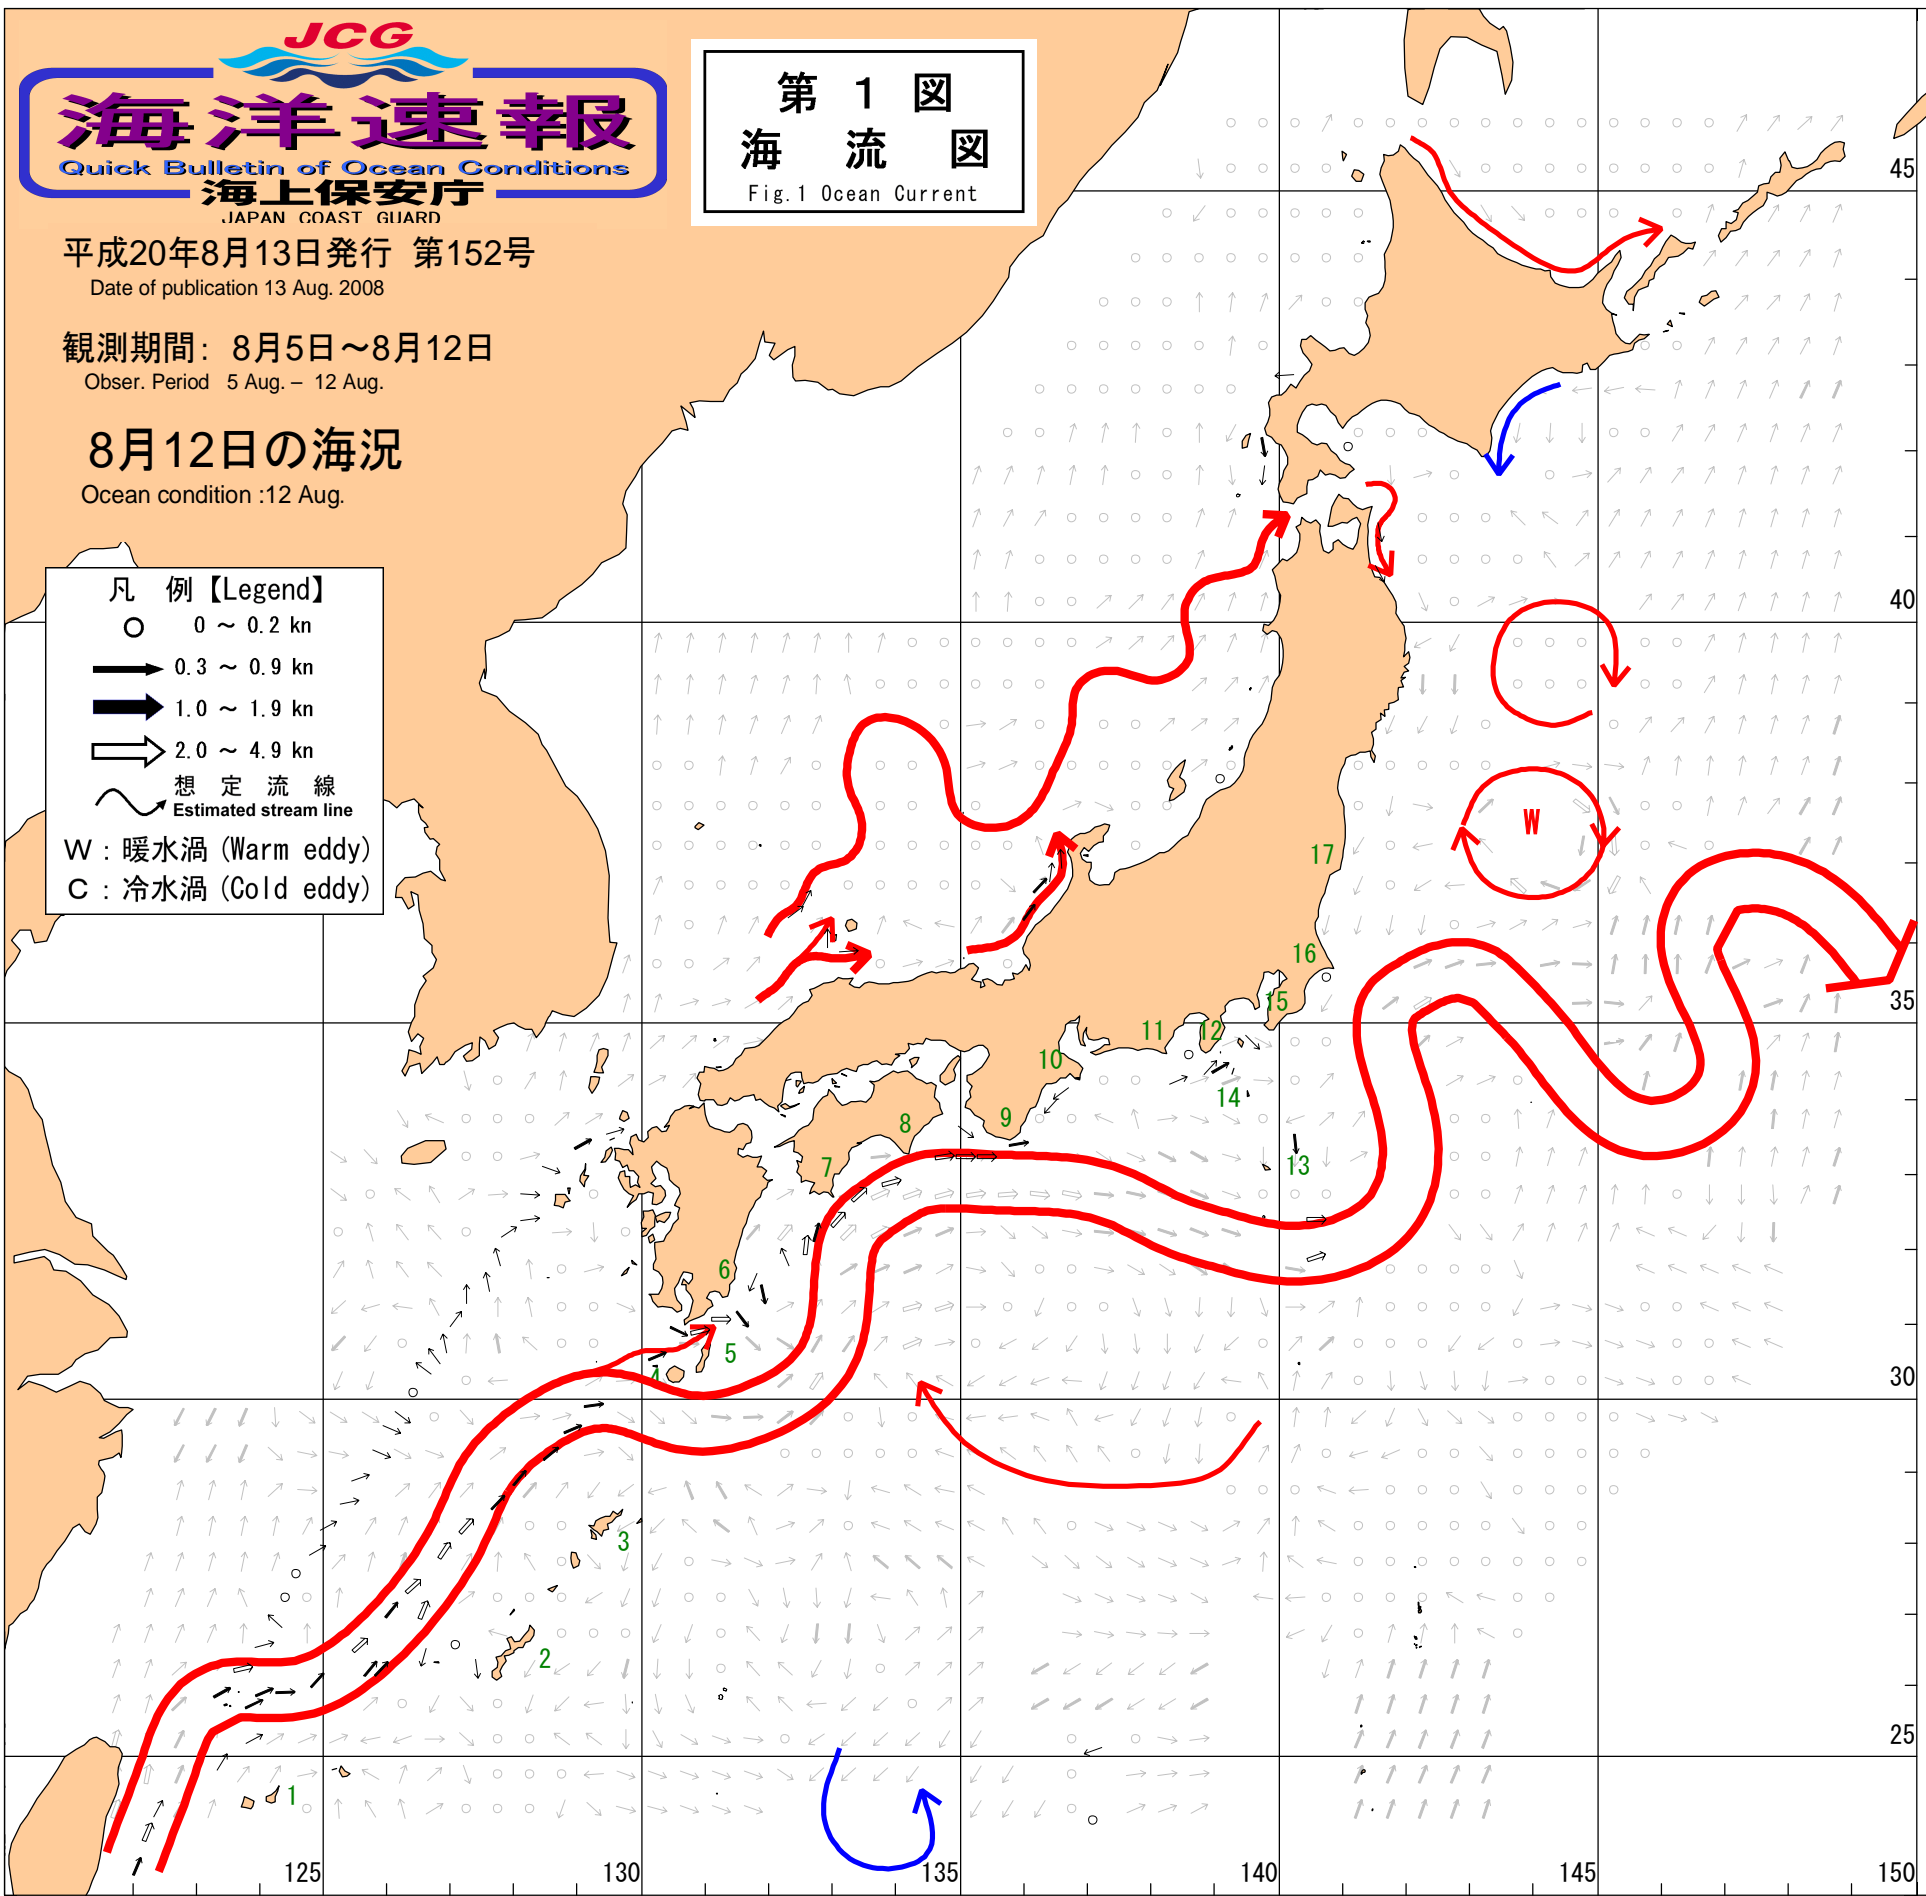 JCG
海洋速報
Quick Bulletin of Ocean Conditions
海上保安庁
JAPAN COAST GUARD
第 1 図
海 流 図
Fig.1 Ocean Current
平成20年8月13日発行 第152号
Date of publication 13 Aug. 2008
観測期間: 8月5日~8月12日
Obser. Period 5 Aug. – 12 Aug.
8月12日の海況
Ocean condition :12 Aug.
凡 例【Legend】
0 ~ 0.2 kn
0.3 ~ 0.9 kn
1.0 ~ 1.9 kn
2.0 ~ 4.9 kn
想 定 流 線
Estimated stream line
W : 暖水渦 (Warm eddy)
C : 冷水渦 (Cold eddy)
45
40
W
17
16
35
15
12
11
10
14
9
8
7
13
6
5
4
30
3
2
25
1
125
130
135
140
145
150